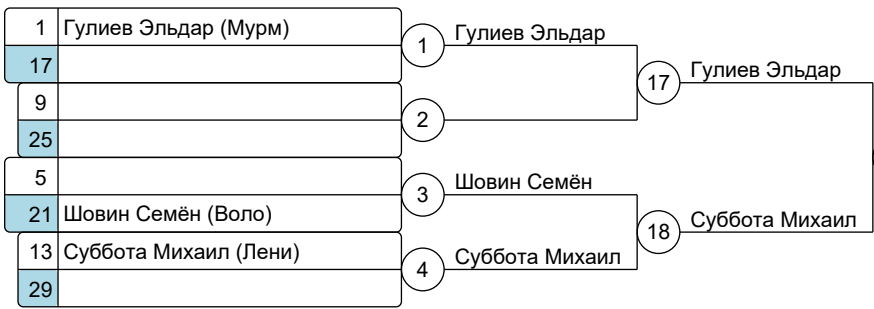 1 Гулиев Эльдар (Мурм)
17
1 Гулиев Эльдар
9
25
2
17 Гулиев Эльдар
5
21 Шовин Семён (Воло)
3 Шовин Семён
13 Суббота Михаил (Лени)
29
4 Суббота Михаил
18 Суббота Михаил